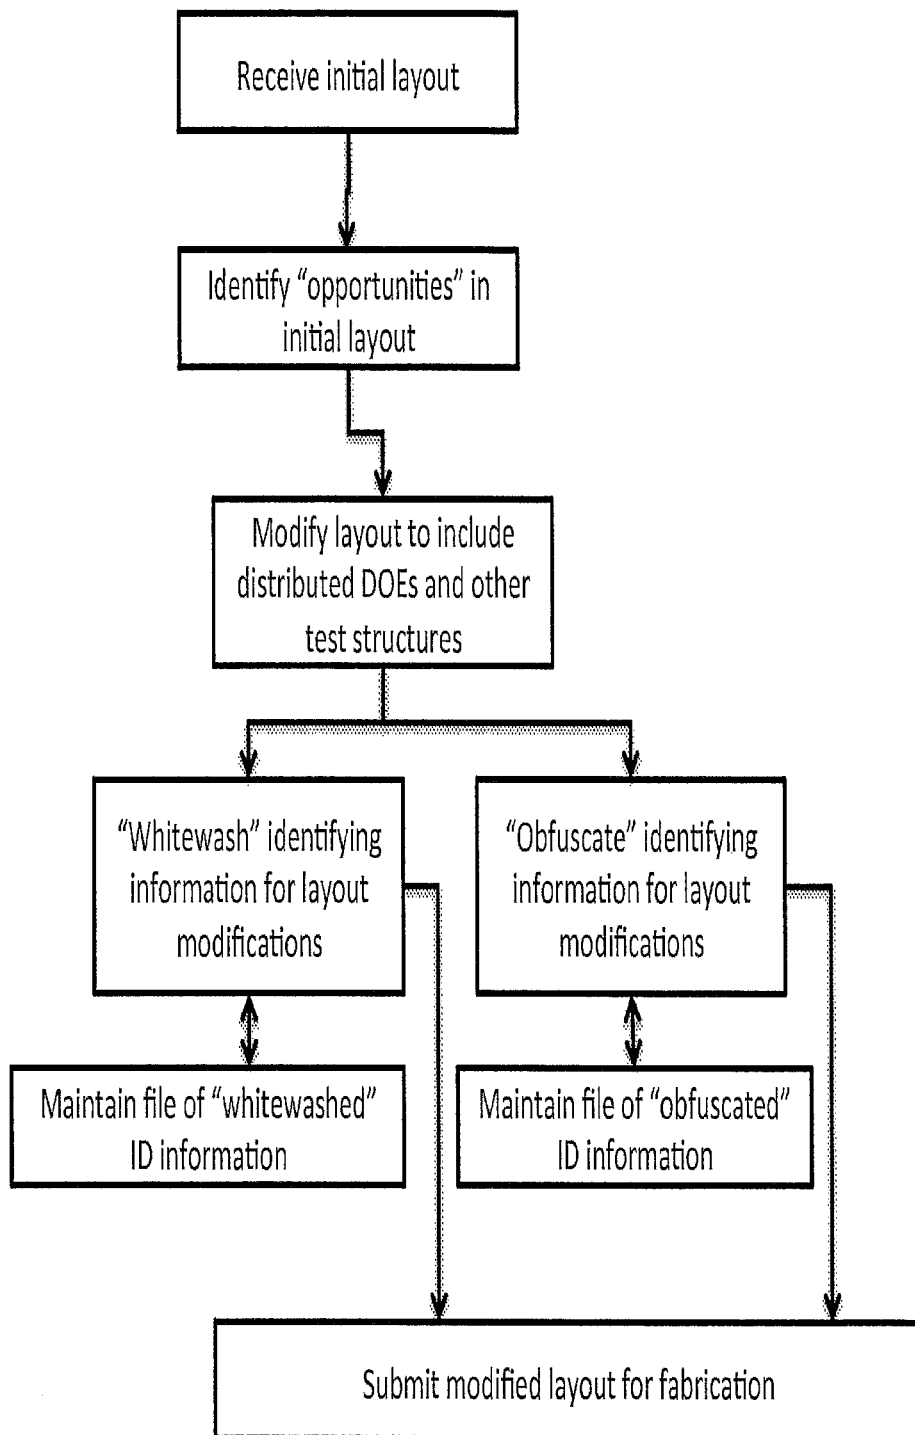 Receive initial layout
Identify “opportunities” in
initial layout
Modify layout to include
distributed DOEs and other
test structures
“Whitewash” identifying
information for layout
modifications
“Obfuscate” identifying
information for layout
modifications
Maintain file of “whitewashed”
ID information
Maintain file of “obfuscated”
ID information
Submit modified layout for fabrication